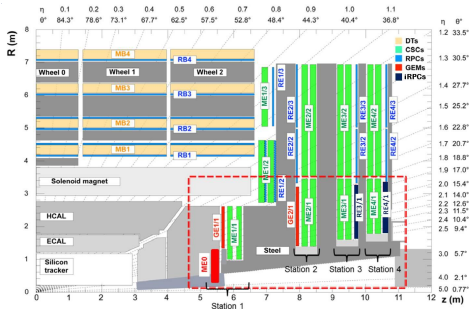 η 0.1 0.2 0.3 0.4 0.5 0.6 0.7 0.8 0.9 1.0 1.1
θ° 84.3° 78.6° 73.1° 67.7° 62.5° 57.5° 52.8° 48.4° 44.3° 40.4° 36.8°
η θ°
R (m)
8
7
6
5
4
3
2
1
0
DTs
CSCs
RPCs
GEMs
iRPCs
MB4
RB4
Wheel 0
Wheel 1
Wheel 2
MB3
RB3
MB2
RB2
MB1
RB1
Solenoid magnet
HCAL
ECAL
Silicon
tracker
Steel
ME0
GE1/1
ME1/1
ME1/2
RE1/2
ME1/3
RE1/3
GE2/1
ME2/1
RE2/2
RE2/3
ME2/2
ME3/1
RE3/1
RE3/2
RE3/3
ME3/2
ME4/1
RE4/1
RE4/2
RE4/3
ME4/2
Station 2
Station 3
Station 4
1.2 33.5°
1.3 30.5°
1.4 27.7°
1.5 25.2°
1.6 22.8°
1.7 20.7°
1.8 18.8°
1.9 17.0°
2.0 15.4°
2.1 14.0°
2.2 12.6°
2.3 11.5°
2.4 10.4°
2.5 9.4°
3.0 5.7°
4.0 2.1°
5.0 0.77°
0 1 2 3 4 5 6 7 8 9 10 11 12 z (m)
Station 1